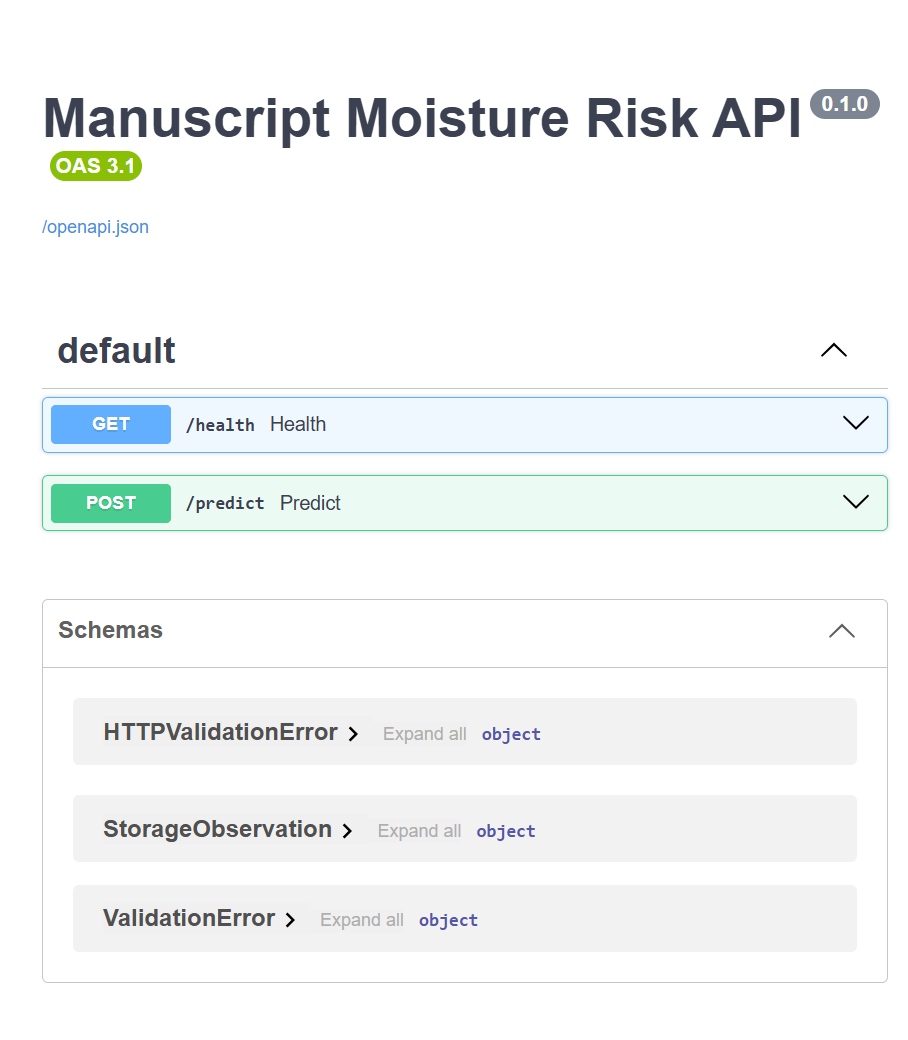 Manuscript Moisture Risk API 0.1.0
OAS 3.1
/openapi.json
default
GET /health Health
POST /predict Predict
Schemas
HTTPValidationError Expand all object
StorageObservation Expand all object
ValidationError Expand all object